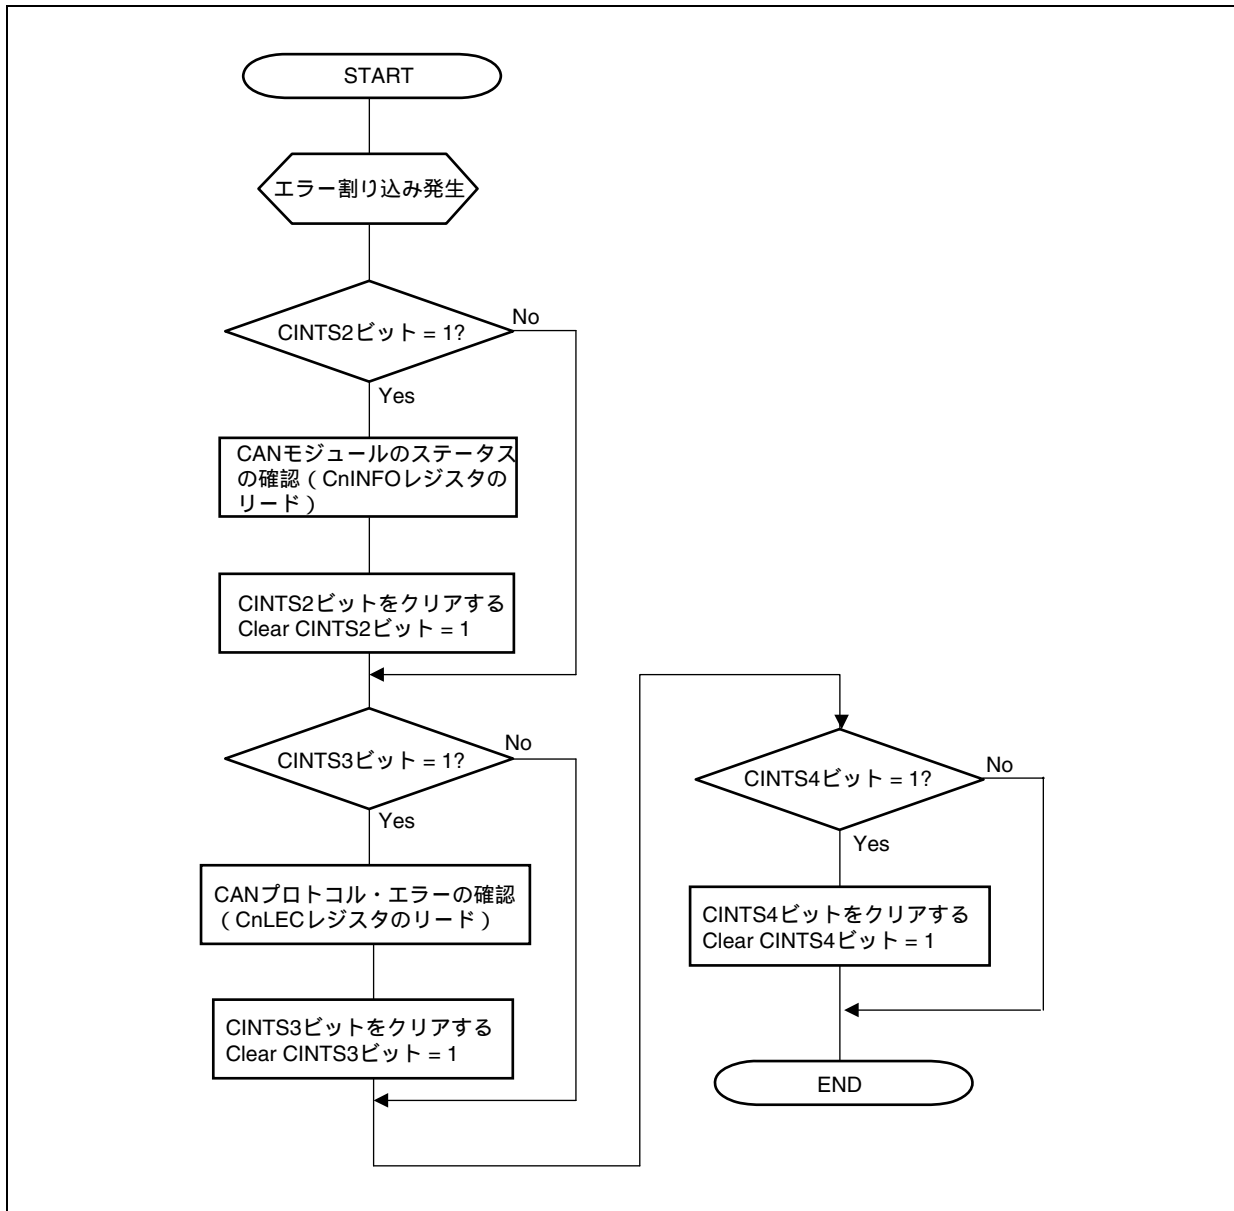 START
エラー割り込み発生
CINTS2ビット = 1?
No
Yes
CANモジュールのステータス
の確認（CnINFOレジスタの
リード）
CINTS2ビットをクリアする
Clear CINTS2ビット = 1
CINTS3ビット = 1?
No
Yes
CANプロトコル・エラーの確認
（CnLECレジスタのリード）
CINTS3ビットをクリアする
Clear CINTS3ビット = 1
CINTS4ビット = 1?
No
Yes
CINTS4ビットをクリアする
Clear CINTS4ビット = 1
END